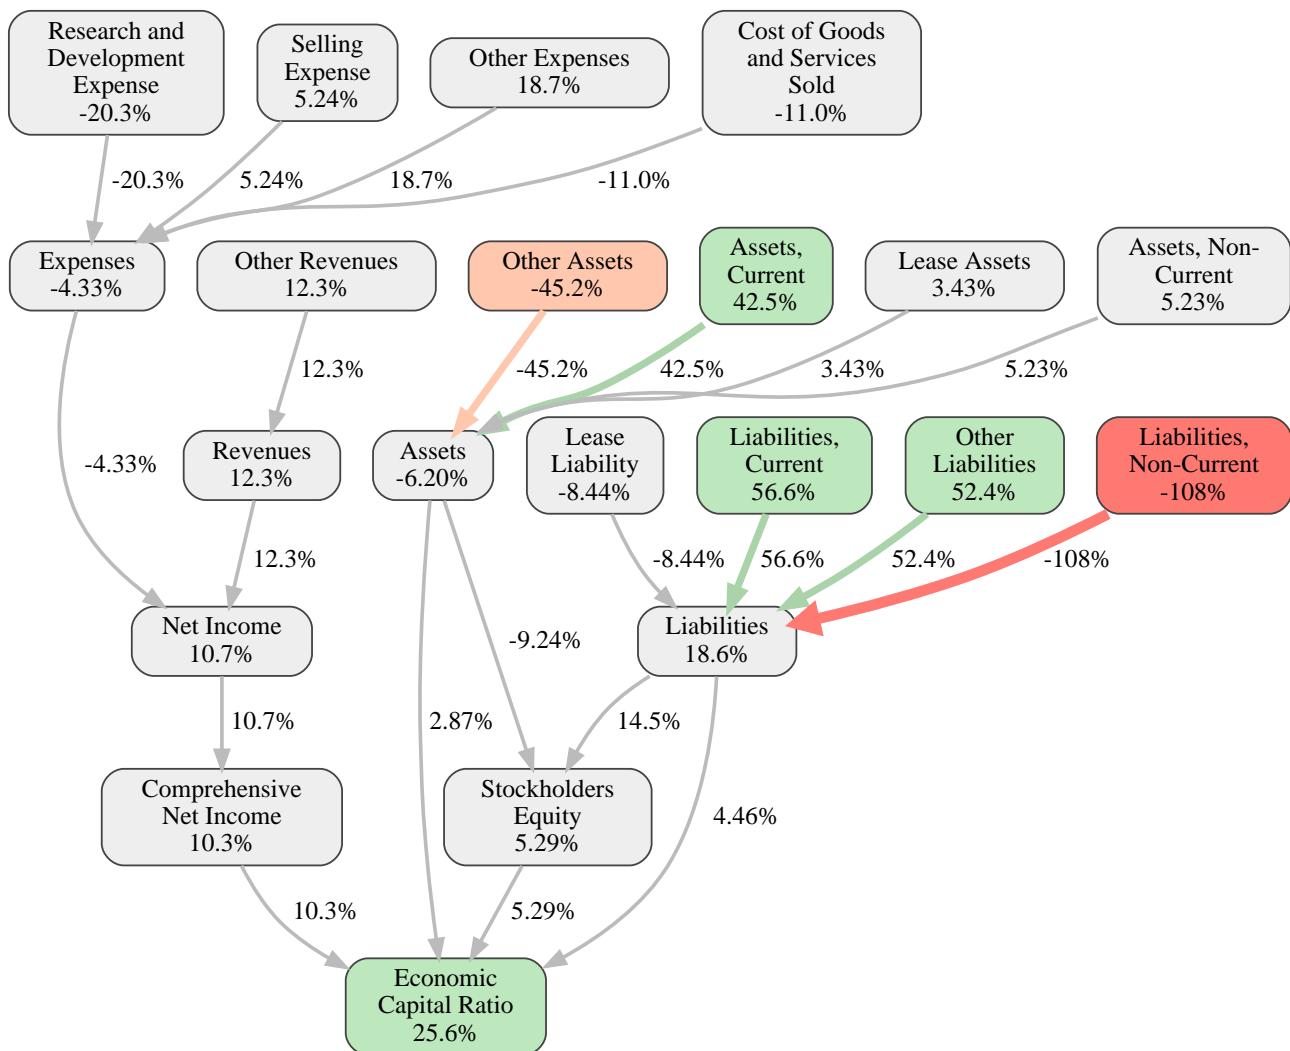 Research and
Development
Expense
-20.3%
Selling
Expense
5.24%
Other Expenses
18.7%
Cost of Goods
and Services
Sold
-11.0%
-20.3%
5.24%
18.7%
-11.0%
Expenses
-4.33%
Other Revenues
12.3%
Other Assets
-45.2%
Assets,
Current
42.5%
Lease Assets
3.43%
Assets, Non-
Current
5.23%
12.3%
-45.2%
42.5%
3.43%
5.23%
-4.33%
Revenues
12.3%
Assets
-6.20%
Lease
Liability
-8.44%
Liabilities,
Current
56.6%
Other
Liabilities
52.4%
Liabilities,
Non-Current
-108%
12.3%
-8.44%
56.6%
52.4%
-108%
Net Income
10.7%
-9.24%
Liabilities
18.6%
10.7%
2.87%
14.5%
Comprehensive
Net Income
10.3%
Stockholders
Equity
5.29%
4.46%
10.3%
5.29%
Economic
Capital Ratio
25.6%